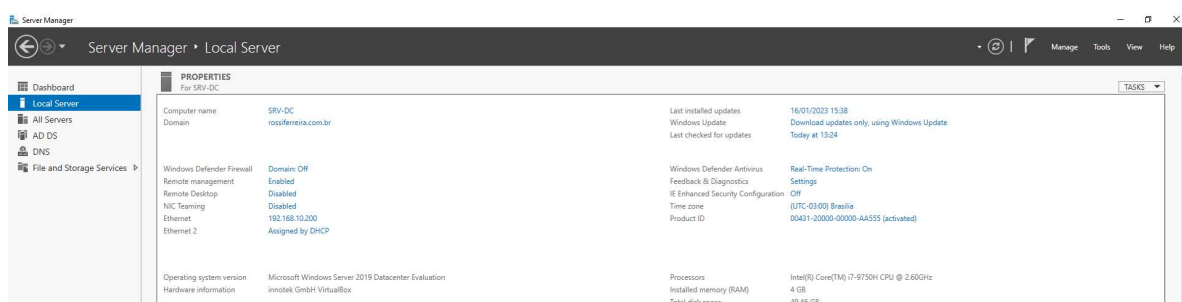 Server Manager
Server Manager ‣ Local Server
Manage Tools View Help
Dashboard
Local Server
All Servers
AD DS
DNS
File and Storage Services
PROPERTIES
For SRV-DC
TASKS
Computer name SRV-DC
Domain rossiferreira.com.br
Last installed updates 16/01/2023 15:38
Windows Update Download updates only, using Windows Update
Last checked for updates Today at 13:24
Windows Defender Firewall Domain: Off
Remote management Enabled
Remote Desktop Disabled
NIC Teaming Disabled
Ethernet 192.168.10.200
Ethernet 2 Assigned by DHCP
Windows Defender Antivirus Real-Time Protection: On
Feedback & Diagnostics Settings
IE Enhanced Security Configuration Off
Time zone (UTC-03:00) Brasilia
Product ID 00431-20000-00000-AA555 (activated)
Operating system version Microsoft Windows Server 2019 Datacenter Evaluation
Hardware information innotek GmbH VirtualBox
Processors Intel(R) Core(TM) i7-9750H CPU @ 2.60GHz
Installed memory (RAM) 4 GB
Total disk space 49.46 GB